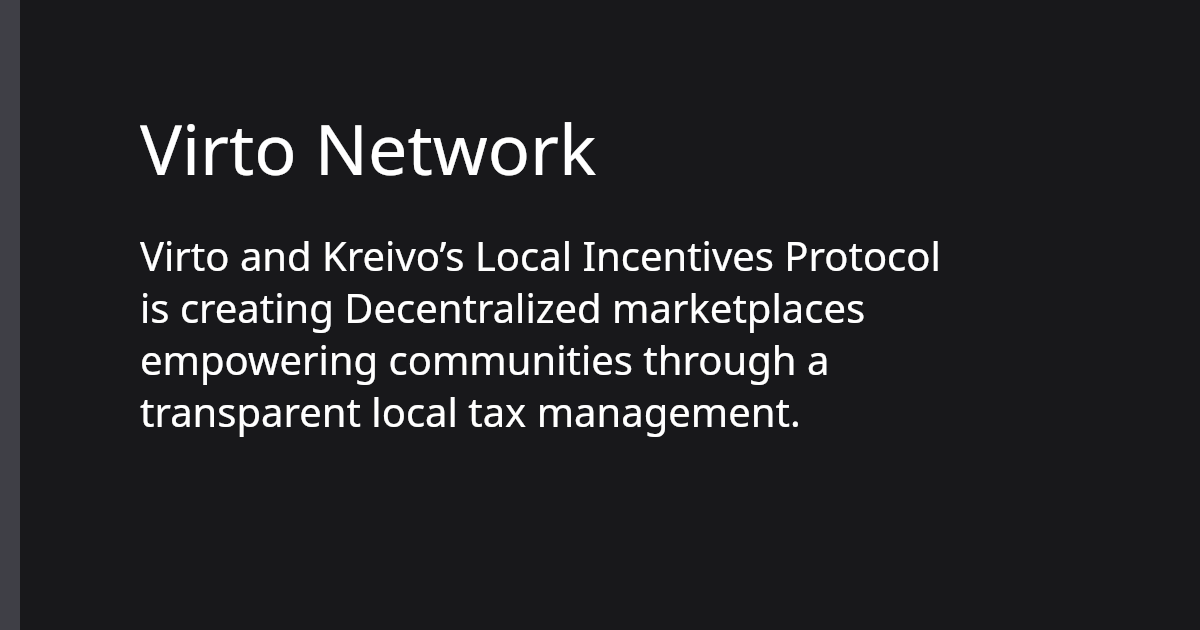 Virto Network
Virto and Kreivo’s Local Incentives Protocol
is creating Decentralized marketplaces
empowering communities through a
transparent local tax management.